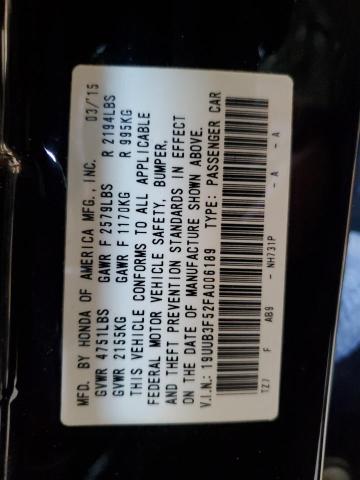 MFD. BY HONDA OF AMERICA MFG., INC. 03/'15
GVWR 4751LBS GAWR F 2579LBS R 2194LBS
GVWR 2155KG GAWR F 1170KG R 995KG
THIS VEHICLE CONFORMS TO ALL APPLICABLE
FEDERAL MOTOR VEHICLE SAFETY, BUMPER,
AND THEFT PREVENTION STANDARDS IN EFFECT
ON THE DATE OF MANUFACTURE SHOWN ABOVE.
V.I.N.: 19UUB3F52FA006189 TYPE: PASSENGER CAR
TZ3 F AB9 - NH731P - A - A